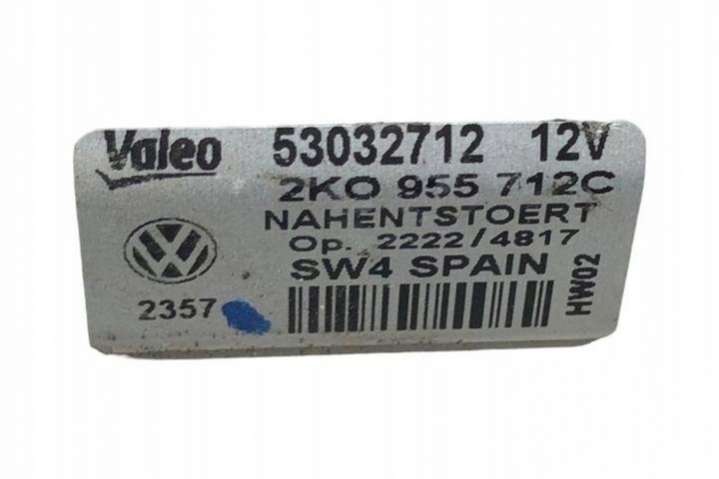 Valeo 53032712 12V
2K0 955 712C
NAHENTSTOERT
Op. 2222/4817
SW4 SPAIN
2357
HW02